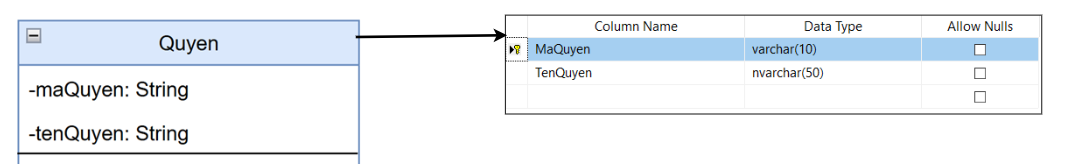 Quyen
-maQuyen: String
-tenQuyen: String
Column Name Data Type Allow Nulls
MaQuyen varchar(10)
TenQuyen nvarchar(50)